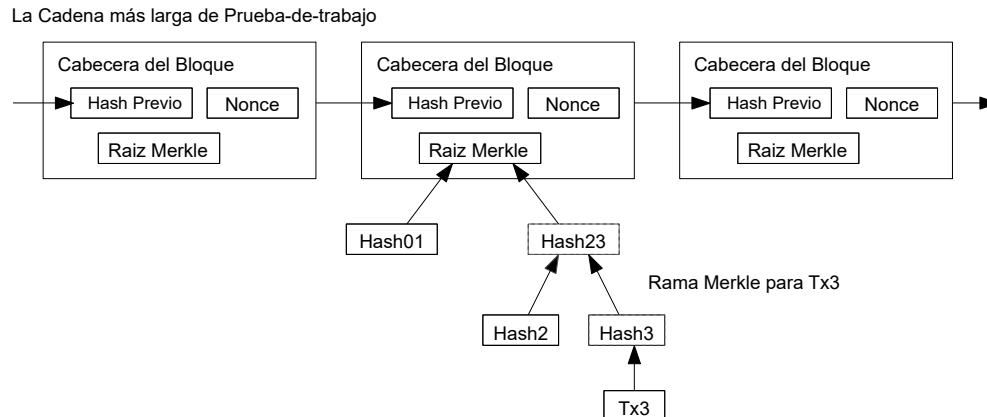 La Cadena más larga de Prueba-de-trabajo
Cabecera del Bloque
Hash Previo
Nonce
Raiz Merkle
Cabecera del Bloque
Hash Previo
Nonce
Raiz Merkle
Cabecera del Bloque
Hash Previo
Nonce
Raiz Merkle
Hash01
Hash23
Rama Merkle para Tx3
Hash2
Hash3
Tx3